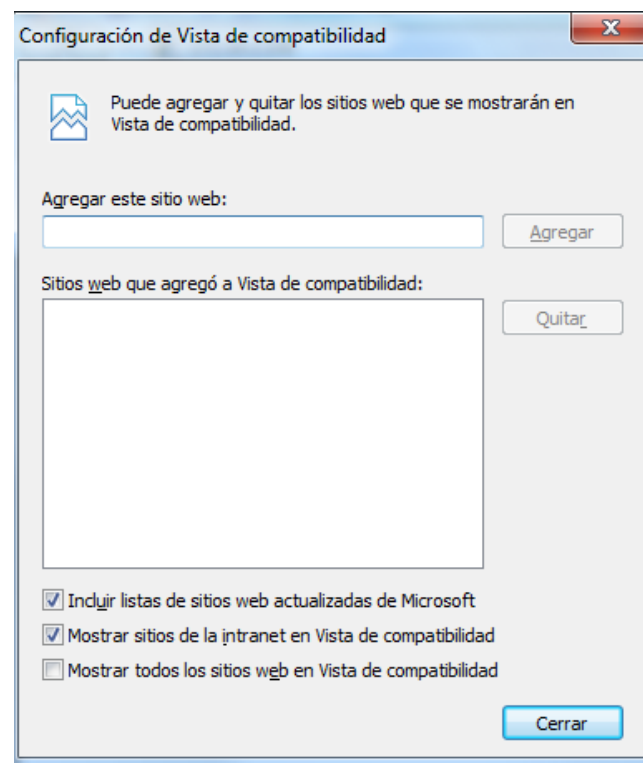 Configuración de Vista de compatibilidad
Puede agregar y quitar los sitios web que se mostrarán en
Vista de compatibilidad.
Agregar este sitio web:
Agregar
Sitios web que agregó a Vista de compatibilidad:
Quitar
Incluir listas de sitios web actualizadas de Microsoft
Mostrar sitios de la intranet en Vista de compatibilidad
Mostrar todos los sitios web en Vista de compatibilidad
Cerrar